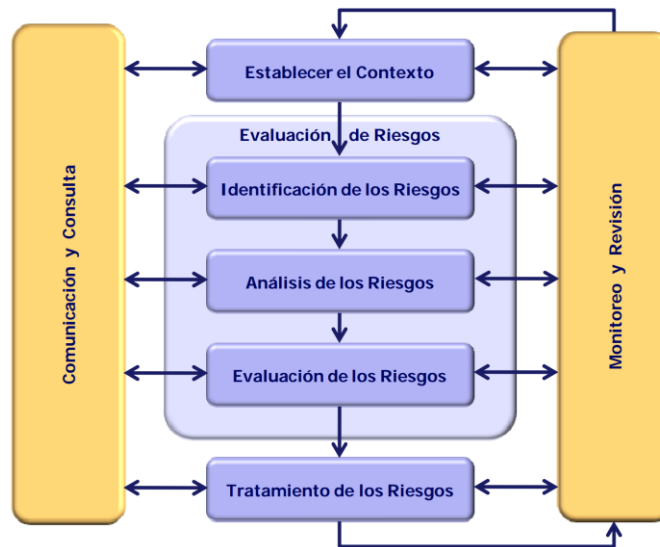 Establecer el Contexto
Evaluación de Riesgos
Identificación de los Riesgos
Análisis de los Riesgos
Evaluación de los Riesgos
Tratamiento de los Riesgos
Comunicación y Consulta
Monitoreo y Revisión